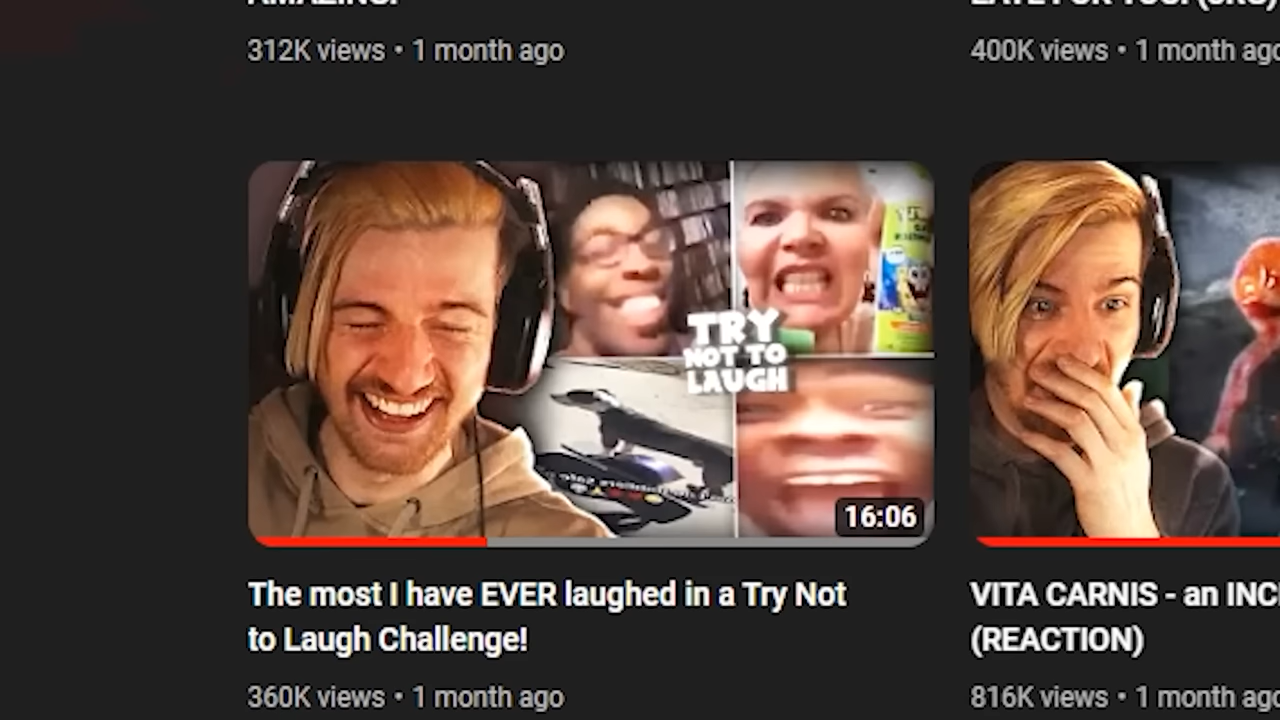 AMAZING!
312K views • 1 month ago
400K views • 1 month ago
TRY
NOT TO
LAUGH
16:06
The most I have EVER laughed in a Try Not
to Laugh Challenge!
VITA CARNIS - an
(REACTION)
360K views • 1 month ago
816K views • 1 month ago